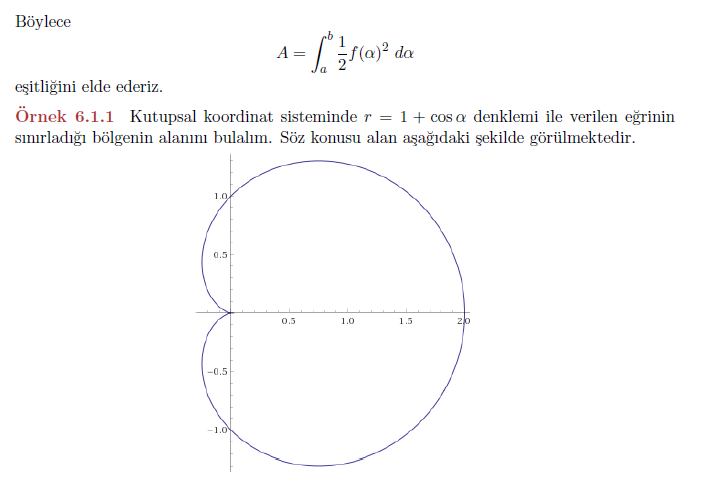 Böylece
A = ∫_a^b 1/2 f(α)² dα
eşitliğini elde ederiz.
Örnek 6.1.1 Kutupsal koordinat sisteminde r = 1 + cos α denklemi ile verilen eğrinin
sınırladığı bölgenin alanını bulalım. Söz konusu alan aşağıdaki şekilde görülmektedir.
1.0
0.5
0.5 1.0 1.5 2.0
−0.5
−1.0